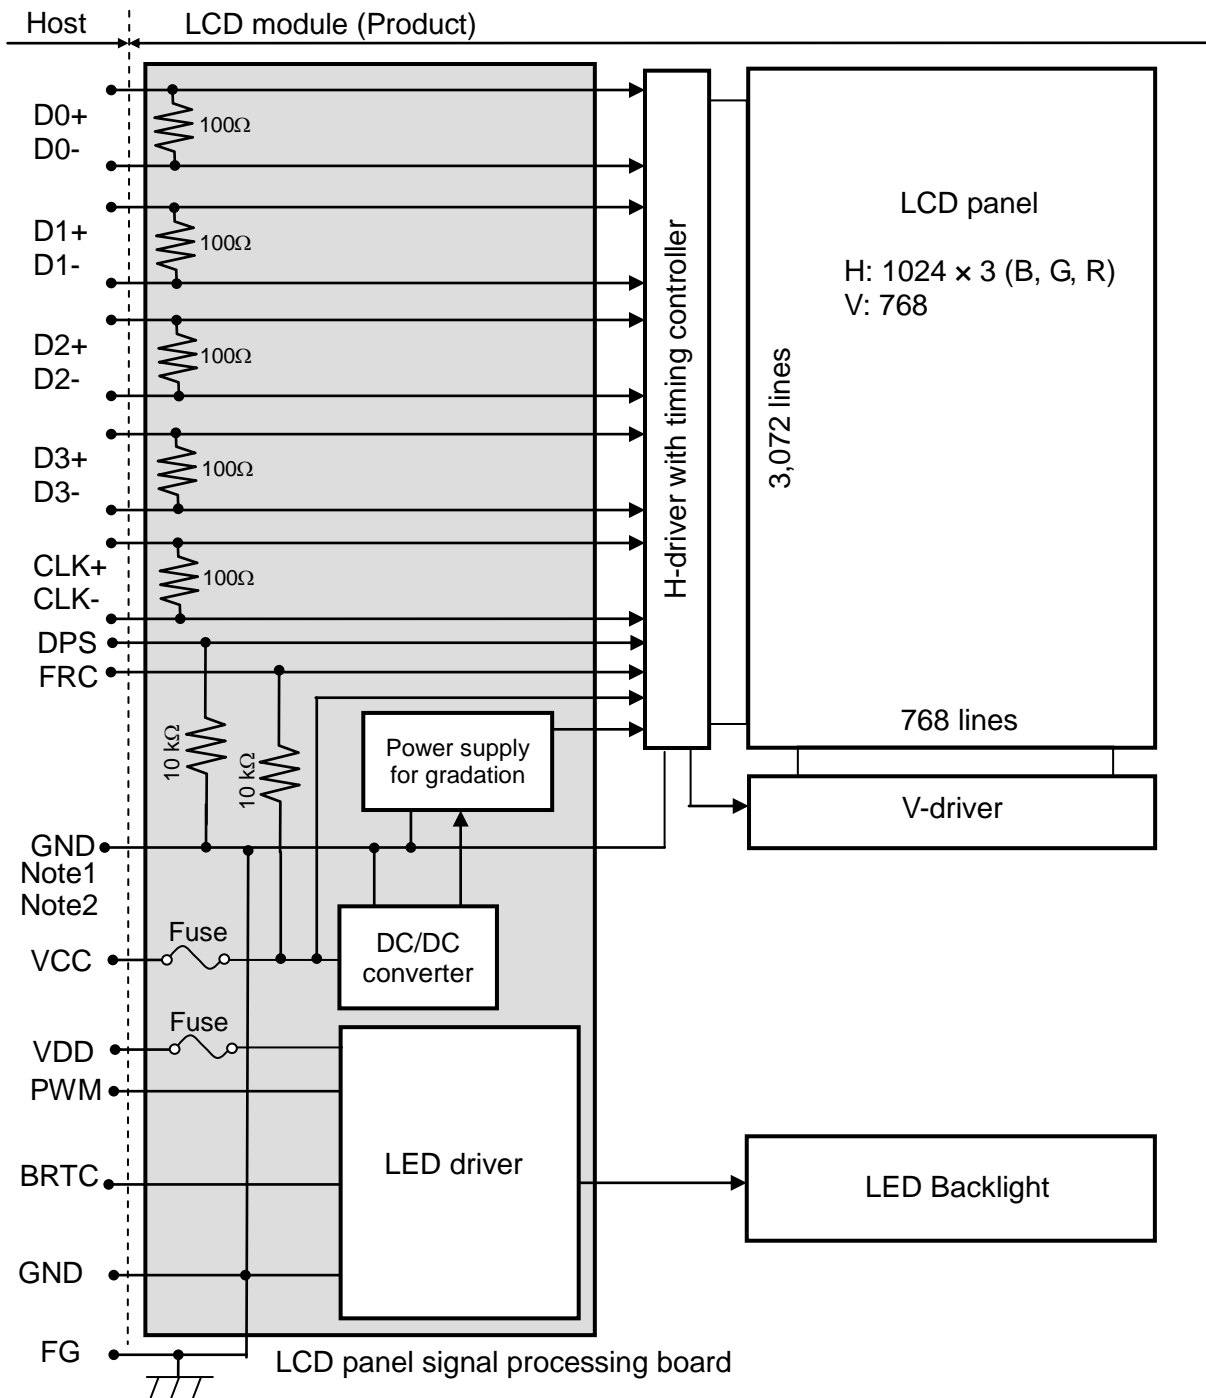 Host
LCD module (Product)
D0+
D0-
100Ω
D1+
D1-
100Ω
D2+
D2-
100Ω
D3+
D3-
100Ω
CLK+
CLK-
100Ω
DPS
FRC
10 kΩ
10 kΩ
Power supply
for gradation
H-driver with timing controller
LCD panel
H: 1024 × 3 (B, G, R)
V: 768
3,072 lines
768 lines
V-driver
GND
Note1
Note2
VCC
Fuse
DC/DC
converter
VDD
Fuse
PWM
BRTC
LED driver
LED Backlight
GND
FG
LCD panel signal processing board